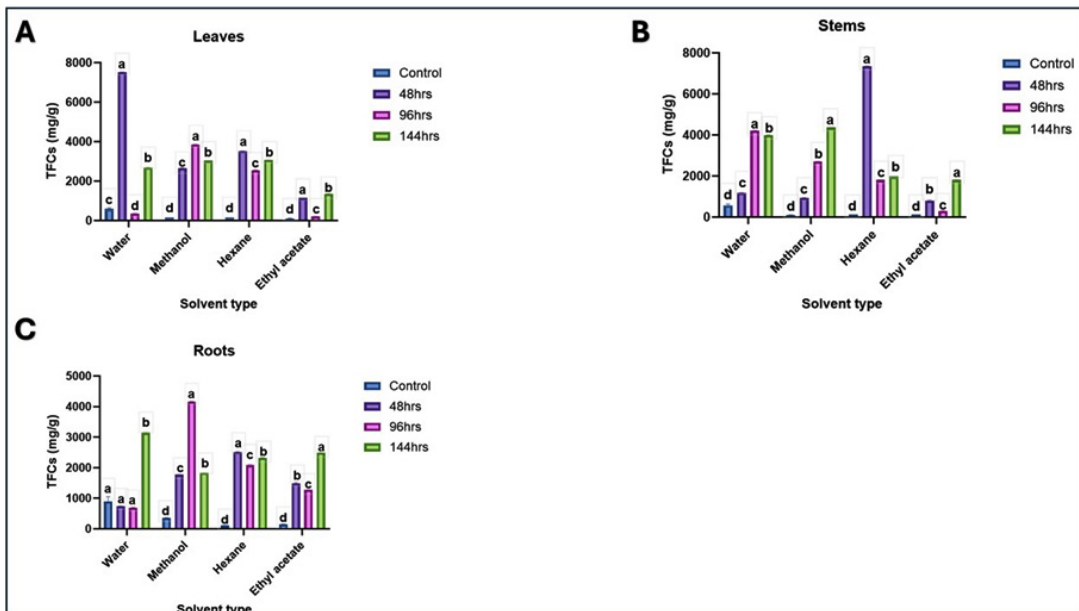 A
Leaves
TFCs (mg/g)
8000
6000
4000
2000
0
c a d b
d c a b
d a c b
d a c b
Water
Methanol
Hexane
Ethyl acetate
Solvent type
Control
48hrs
96hrs
144hrs
B
Stems
TFCs (mg/g)
8000
6000
4000
2000
0
d c a b
d c b a
d a c b
d b c a
Water
Methanol
Hexane
Ethyl acetate
Solvent type
Control
48hrs
96hrs
144hrs
C
Roots
TFCs (mg/g)
5000
4000
3000
2000
1000
0
a a a b
d c a b
d a c b
d b c a
Water
Methanol
Hexane
Ethyl acetate
Solvent type
Control
48hrs
96hrs
144hrs